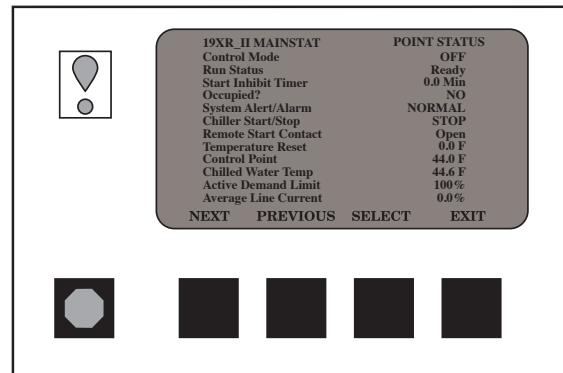 19XR_II MAINSTAT POINT STATUS
Control Mode OFF
Run Status Ready
Start Inhibit Timer 0.0 Min
Occupied? NO
System Alert/Alarm NORMAL
Chiller Start/Stop STOP
Remote Start Contact Open
Temperature Reset 0.0 F
Control Point 44.0 F
Chilled Water Temp 44.6 F
Active Demand Limit 100%
Average Line Current 0.0%
NEXT PREVIOUS SELECT EXIT